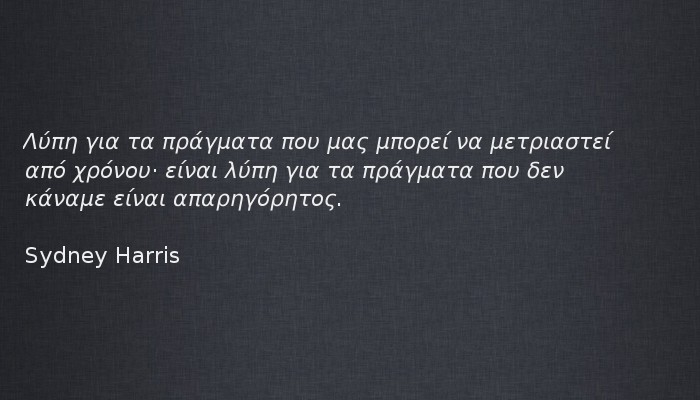 Λύπη για τα πράγματα που μας μπορεί να μετριαστεί
από χρόνου· είναι λύπη για τα πράγματα που δεν
κάναμε είναι απαρηγόρητος.
Sydney Harris